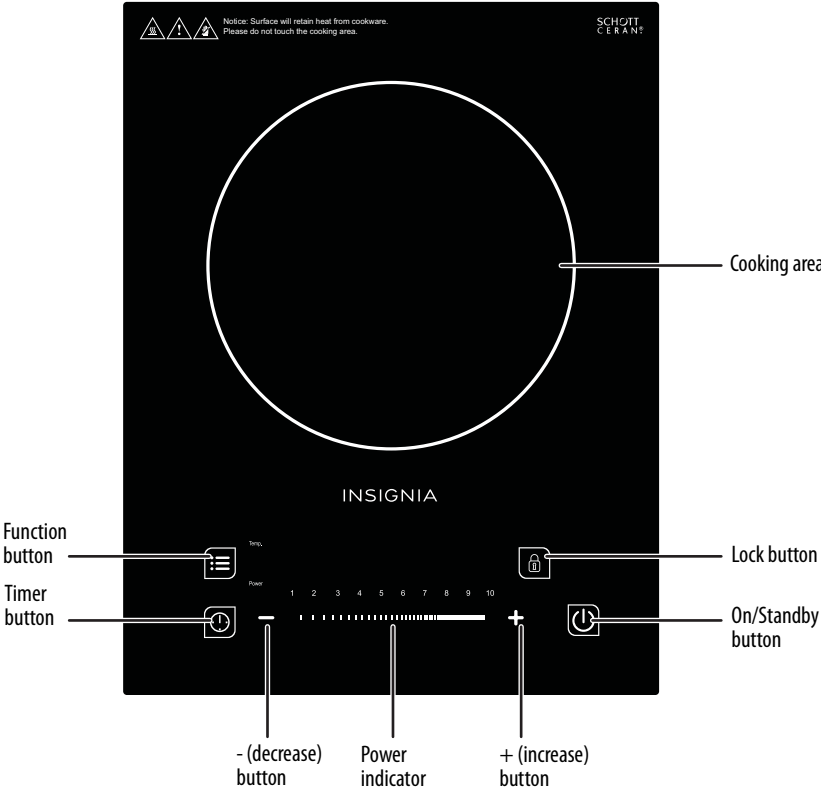 Notice: Surface will retain heat from cookware.
Please do not touch the cooking area.
SCHOTT
CERAN®
Cooking area
INSIGNIA
Function
button
Temp.
Lock button
Timer
button
Power
1 2 3 4 5 6 7 8 9 10
On/Standby
button
- (decrease)
button
Power
indicator
+ (increase)
button